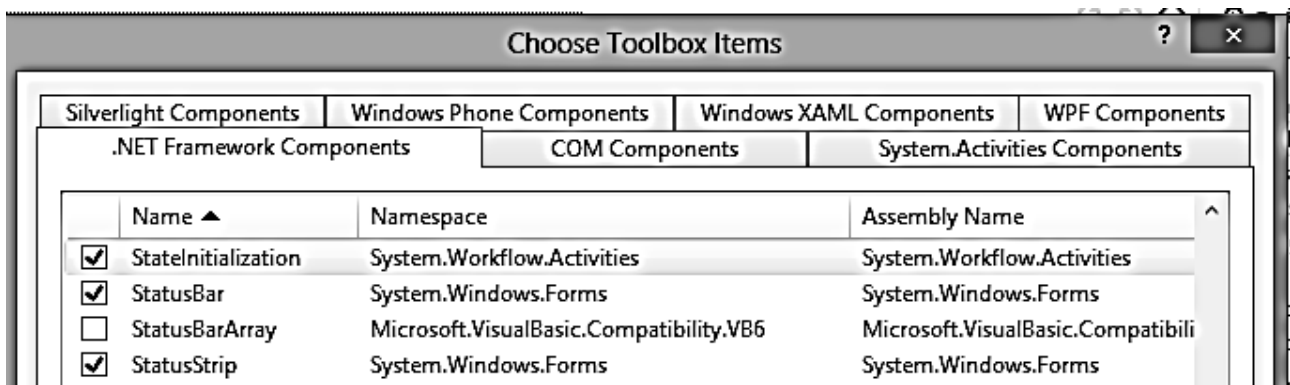 Choose Toolbox Items
Silverlight Components Windows Phone Components Windows XAML Components WPF Components
.NET Framework Components COM Components System.Activities Components
Name Namespace Assembly Name
StateInitialization System.Workflow.Activities System.Workflow.Activities
StatusBar System.Windows.Forms System.Windows.Forms
StatusBarArray Microsoft.VisualBasic.Compatibility.VB6 Microsoft.VisualBasic.Compatibili
StatusStrip System.Windows.Forms System.Windows.Forms